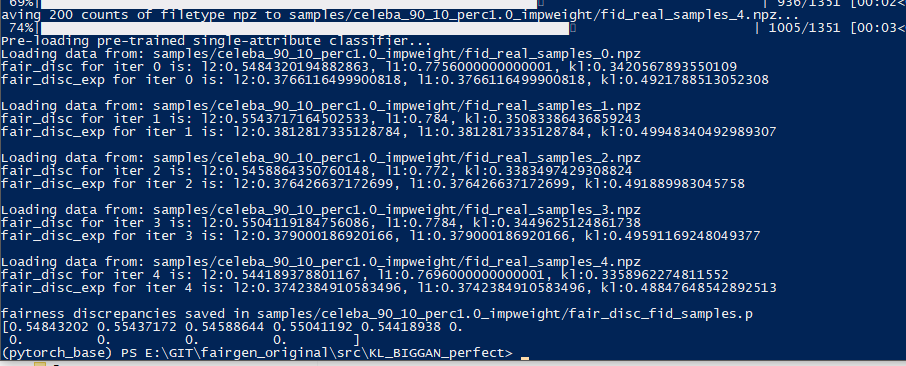 69%| | 936/1351 [00:02<
aving 200 counts of filetype npz to samples/celeba_90_10_perc1.0_impweight/fid_real_samples_4.npz...
74%| | 1005/1351 [00:03<
Pre-loading pre-trained single-attribute classifier...
Loading data from: samples/celeba_90_10_perc1.0_impweight/fid_real_samples_0.npz
fair_disc for iter 0 is: l2:0.5484320194882863, l1:0.7756000000000001, kl:0.3420567893550109
fair_disc_exp for iter 0 is: l2:0.3766116499900818, l1:0.3766116499900818, kl:0.4921788513052308
Loading data from: samples/celeba_90_10_perc1.0_impweight/fid_real_samples_1.npz
fair_disc for iter 1 is: l2:0.5543717164502533, l1:0.784, kl:0.35083386436859243
fair_disc_exp for iter 1 is: l2:0.3812817335128784, l1:0.3812817335128784, kl:0.49948340492989307
Loading data from: samples/celeba_90_10_perc1.0_impweight/fid_real_samples_2.npz
fair_disc for iter 2 is: l2:0.5458864350760148, l1:0.772, kl:0.3383497429308824
fair_disc_exp for iter 2 is: l2:0.376426637172699, l1:0.376426637172699, kl:0.491889983045758
Loading data from: samples/celeba_90_10_perc1.0_impweight/fid_real_samples_3.npz
fair_disc for iter 3 is: l2:0.5504119184756086, l1:0.7784, kl:0.3449625124861738
fair_disc_exp for iter 3 is: l2:0.379000186920166, l1:0.379000186920166, kl:0.49591169248049377
Loading data from: samples/celeba_90_10_perc1.0_impweight/fid_real_samples_4.npz
fair_disc for iter 4 is: l2:0.544189378801167, l1:0.7696000000000001, kl:0.3358962274811552
fair_disc_exp for iter 4 is: l2:0.3742384910583496, l1:0.3742384910583496, kl:0.48847648542892513
fairness discrepancies saved in samples/celeba_90_10_perc1.0_impweight/fair_disc_fid_samples.p
[0.54843202 0.55437172 0.54588644 0.55041192 0.54418938 0.
0. 0. 0. 0. ]
(pytorch_base) PS E:\GIT\fairgen_original\src\KL_BIGGAN_perfect> _